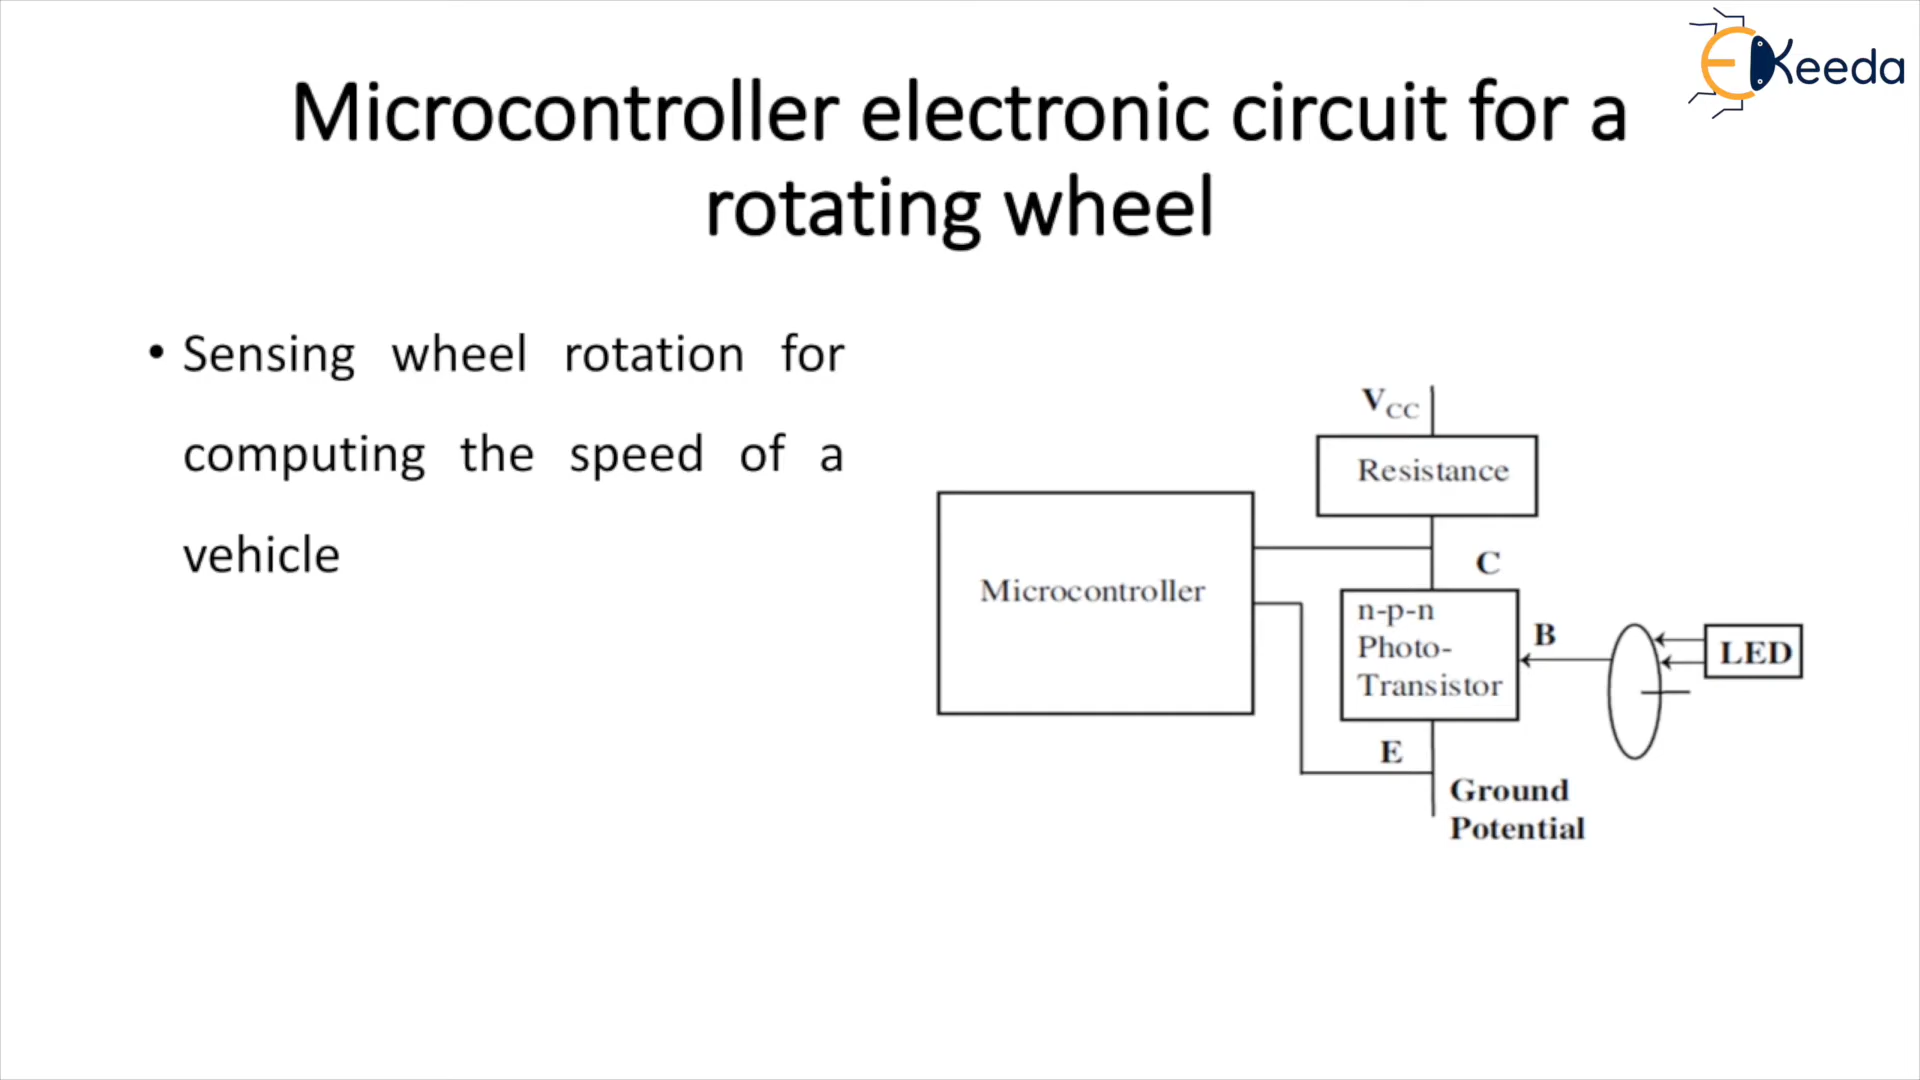 EKeeda
Microcontroller electronic circuit for a
rotating wheel
• Sensing wheel rotation for
computing the speed of a
vehicle
VCC
Resistance
Microcontroller
C
n-p-n
Photo-
Transistor
B
LED
E
Ground
Potential